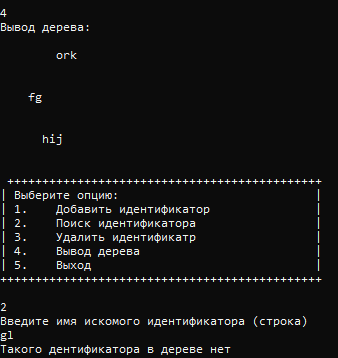 4
Вывод дерева:
ork
fg
hij
+++++++++++++++++++++++++++++++++++++++++++++
| Выберите опцию: |
| 1. Добавить идентификатор |
| 2. Поиск идентификатора |
| 3. Удалить идентификатр |
| 4. Вывод дерева |
| 5. Выход |
++++++++++++++++++++++++++++++++++++++++++++++
2
Введите имя искомого идентификатора (строка)
gl
Такого дентификатора в дереве нет